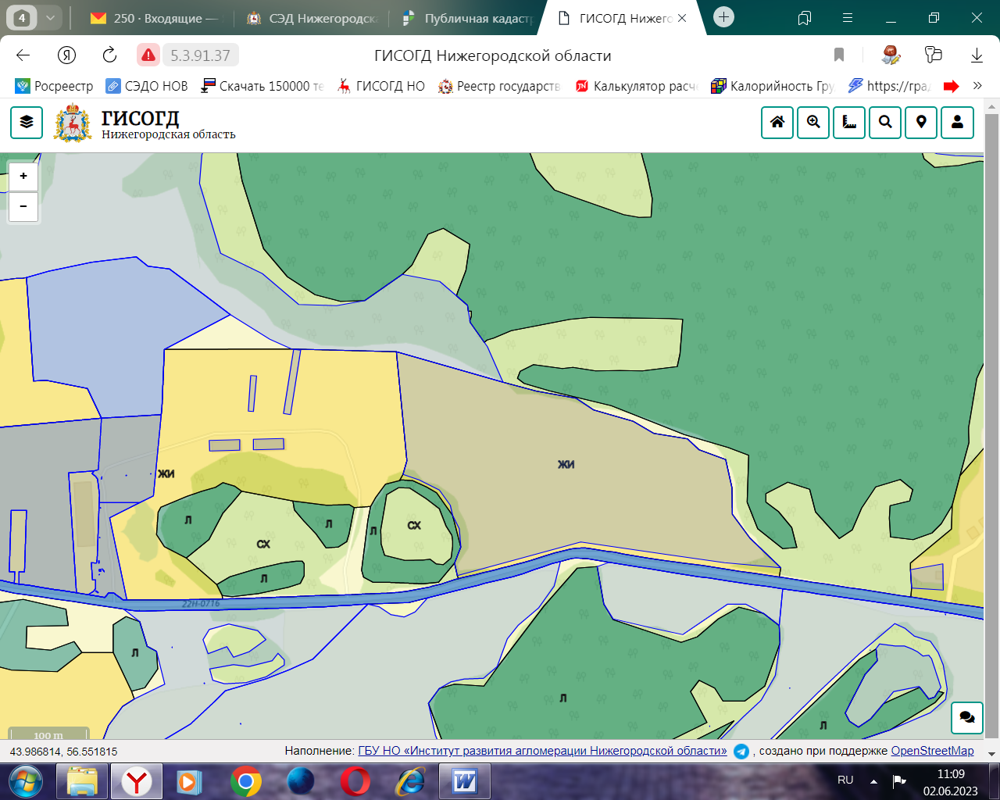 4
250 · Входящие —
СЭД Нижегородск
Публичная кадаст
ГИСОГД Нижего
5.3.91.37
ГИСОГД Нижегородской области
Росреестр
СЭДО НОВ
Скачать 150000 те
ГИСОГД НО
Реестр государств
Калькулятор расче
Калорийность Гру
https://град
»
ГИСОГД
Нижегородская область
+
−
ЖИ
ЖИ
Л
Л
Л
СХ
СХ
Л
22Н-0716
Л
Л
Л
100 m
43.986814, 56.551815
Наполнение: ГБУ НО «Институт развития агломерации Нижегородской области» , создано при поддержке OpenStreetMap
RU
11:09
02.06.2023